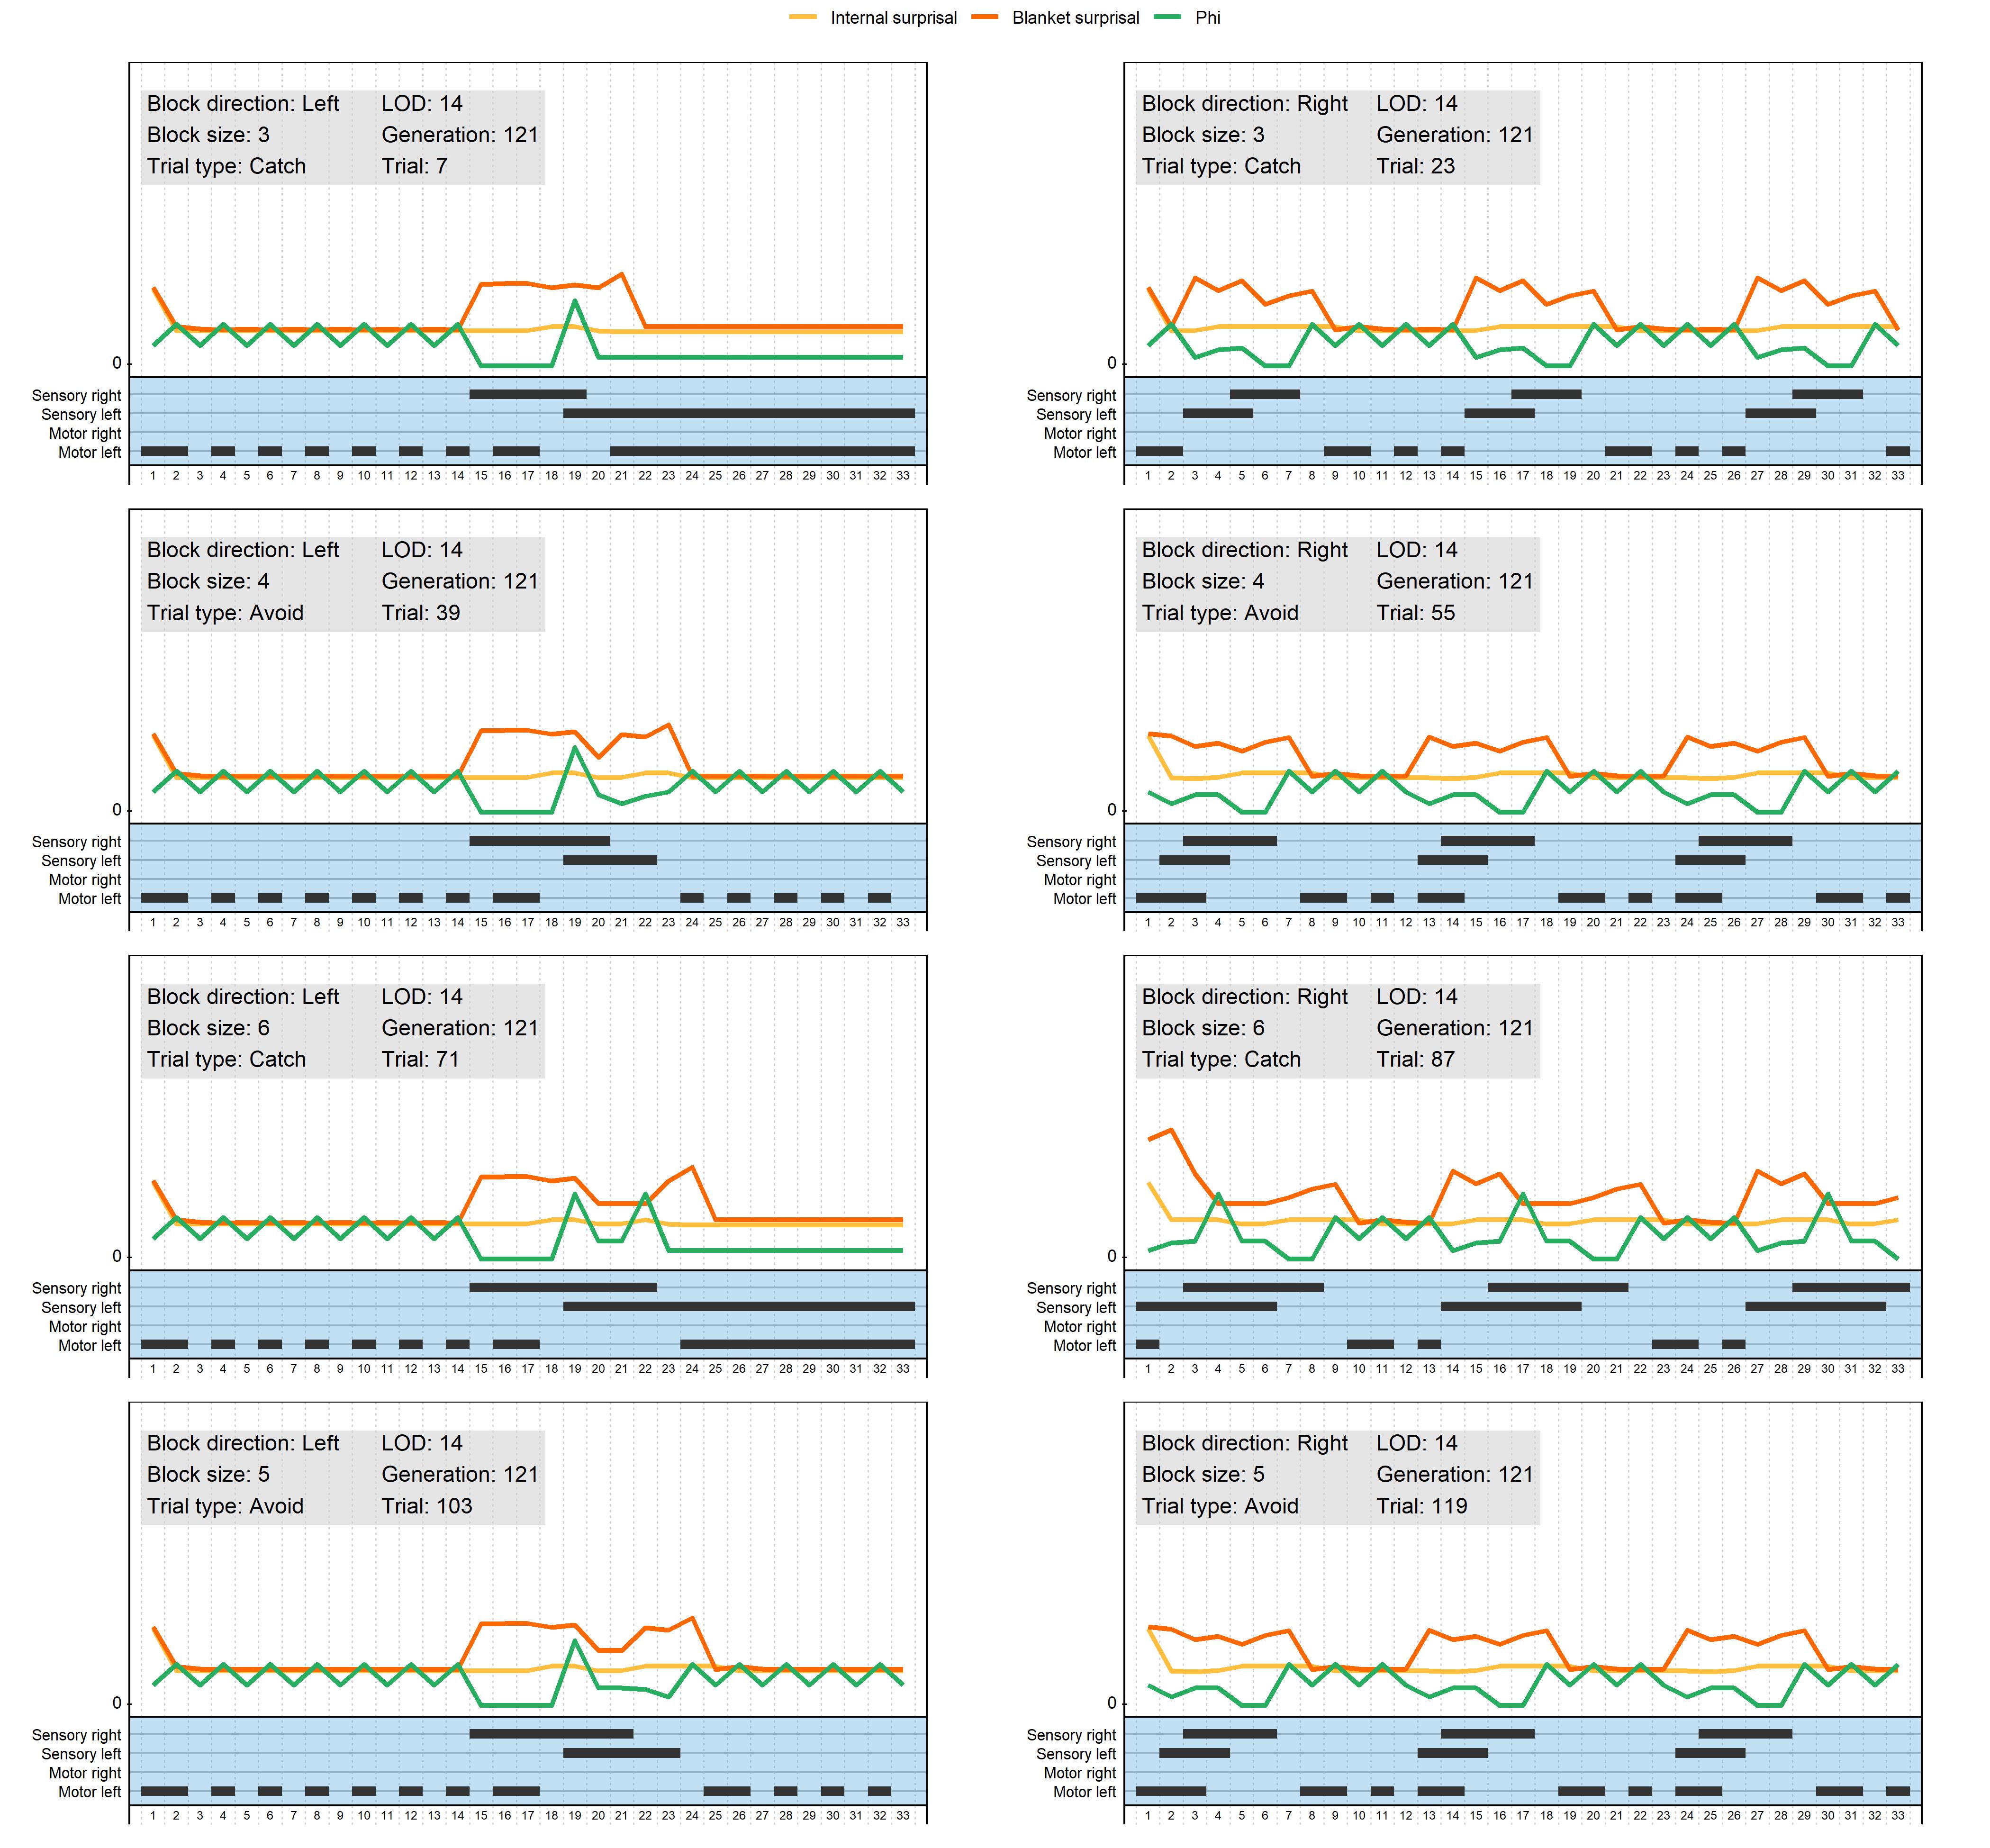 Internal surprisal Blanket surprisal Phi
Block direction: Left LOD: 14
Block size: 3 Generation: 121
Trial type: Catch Trial: 7
0
Sensory right
Sensory left
Motor right
Motor left
1 2 3 4 5 6 7 8 9 10 11 12 13 14 15 16 17 18 19 20 21 22 23 24 25 26 27 28 29 30 31 32 33
Block direction: Right LOD: 14
Block size: 3 Generation: 121
Trial type: Catch Trial: 23
0
Sensory right
Sensory left
Motor right
Motor left
1 2 3 4 5 6 7 8 9 10 11 12 13 14 15 16 17 18 19 20 21 22 23 24 25 26 27 28 29 30 31 32 33
Block direction: Left LOD: 14
Block size: 4 Generation: 121
Trial type: Avoid Trial: 39
0
Sensory right
Sensory left
Motor right
Motor left
1 2 3 4 5 6 7 8 9 10 11 12 13 14 15 16 17 18 19 20 21 22 23 24 25 26 27 28 29 30 31 32 33
Block direction: Right LOD: 14
Block size: 4 Generation: 121
Trial type: Avoid Trial: 55
0
Sensory right
Sensory left
Motor right
Motor left
1 2 3 4 5 6 7 8 9 10 11 12 13 14 15 16 17 18 19 20 21 22 23 24 25 26 27 28 29 30 31 32 33
Block direction: Left LOD: 14
Block size: 6 Generation: 121
Trial type: Catch Trial: 71
0
Sensory right
Sensory left
Motor right
Motor left
1 2 3 4 5 6 7 8 9 10 11 12 13 14 15 16 17 18 19 20 21 22 23 24 25 26 27 28 29 30 31 32 33
Block direction: Right LOD: 14
Block size: 6 Generation: 121
Trial type: Catch Trial: 87
0
Sensory right
Sensory left
Motor right
Motor left
1 2 3 4 5 6 7 8 9 10 11 12 13 14 15 16 17 18 19 20 21 22 23 24 25 26 27 28 29 30 31 32 33
Block direction: Left LOD: 14
Block size: 5 Generation: 121
Trial type: Avoid Trial: 103
0
Sensory right
Sensory left
Motor right
Motor left
1 2 3 4 5 6 7 8 9 10 11 12 13 14 15 16 17 18 19 20 21 22 23 24 25 26 27 28 29 30 31 32 33
Block direction: Right LOD: 14
Block size: 5 Generation: 121
Trial type: Avoid Trial: 119
0
Sensory right
Sensory left
Motor right
Motor left
1 2 3 4 5 6 7 8 9 10 11 12 13 14 15 16 17 18 19 20 21 22 23 24 25 26 27 28 29 30 31 32 33